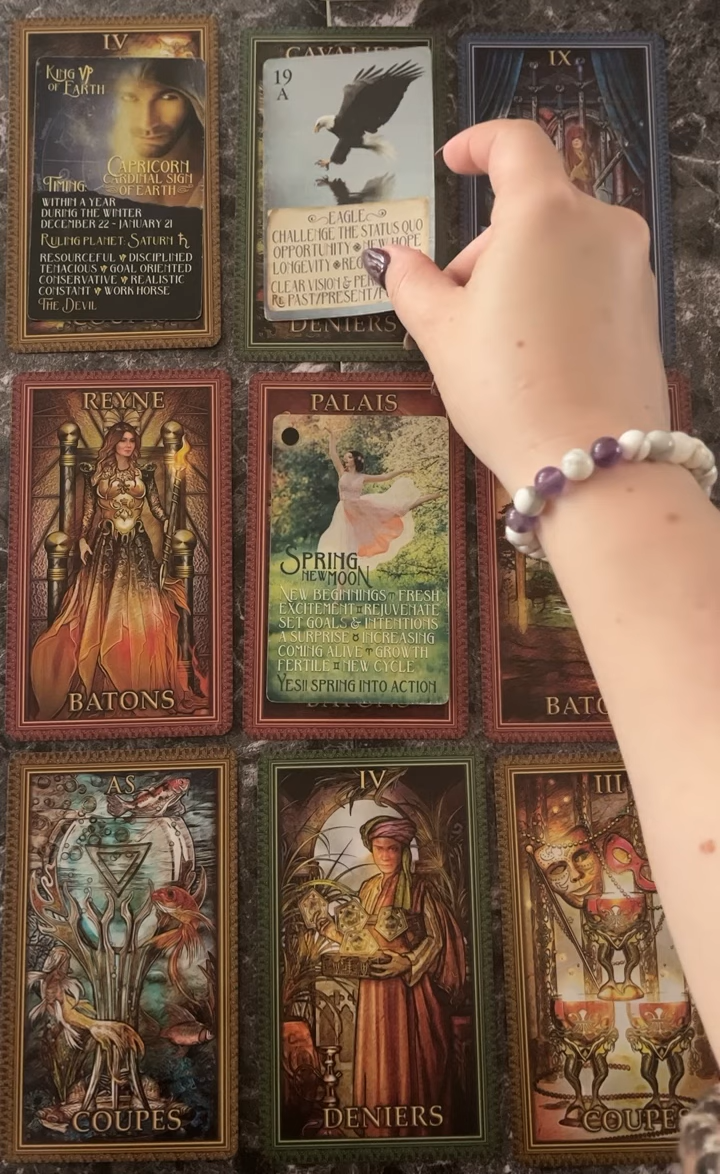 IV
KING VP
OF EARTH
CAPRICORN
CARDINAL SIGN
OF EARTH
TIMING:
WITHIN A YEAR
DURING THE WINTER
DECEMBER 22 - JANUARY 21
RULING PLANET: SATURN ♄
RESOURCEFUL DISCIPLINED
TENACIOUS GOAL ORIENTED
CONSERVATIVE REALISTIC
CONSTANT WORK HORSE
THE DEVIL
CAVALIER
19
A
EAGLE
CHALLENGE THE STATUS QUO
OPPORTUNITY NEW HOPE
LONGEVITY
CLEAR VISION &
RE PAST/PRESENT/
DENIERS
IX
REYNE
BATONS
PALAIS
SPRING
NEW MOON
NEW BEGINNINGS FRESH
EXCITEMENT ♊ REJUVENATE
SET GOALS & INTENTIONS
A SURPRISE ♉ INCREASING
COMING ALIVE ♈ GROWTH
FERTILE ♊ NEW CYCLE
YES!! SPRING INTO ACTION
AS
COUPES
IV
DENIERS
III
COUPES